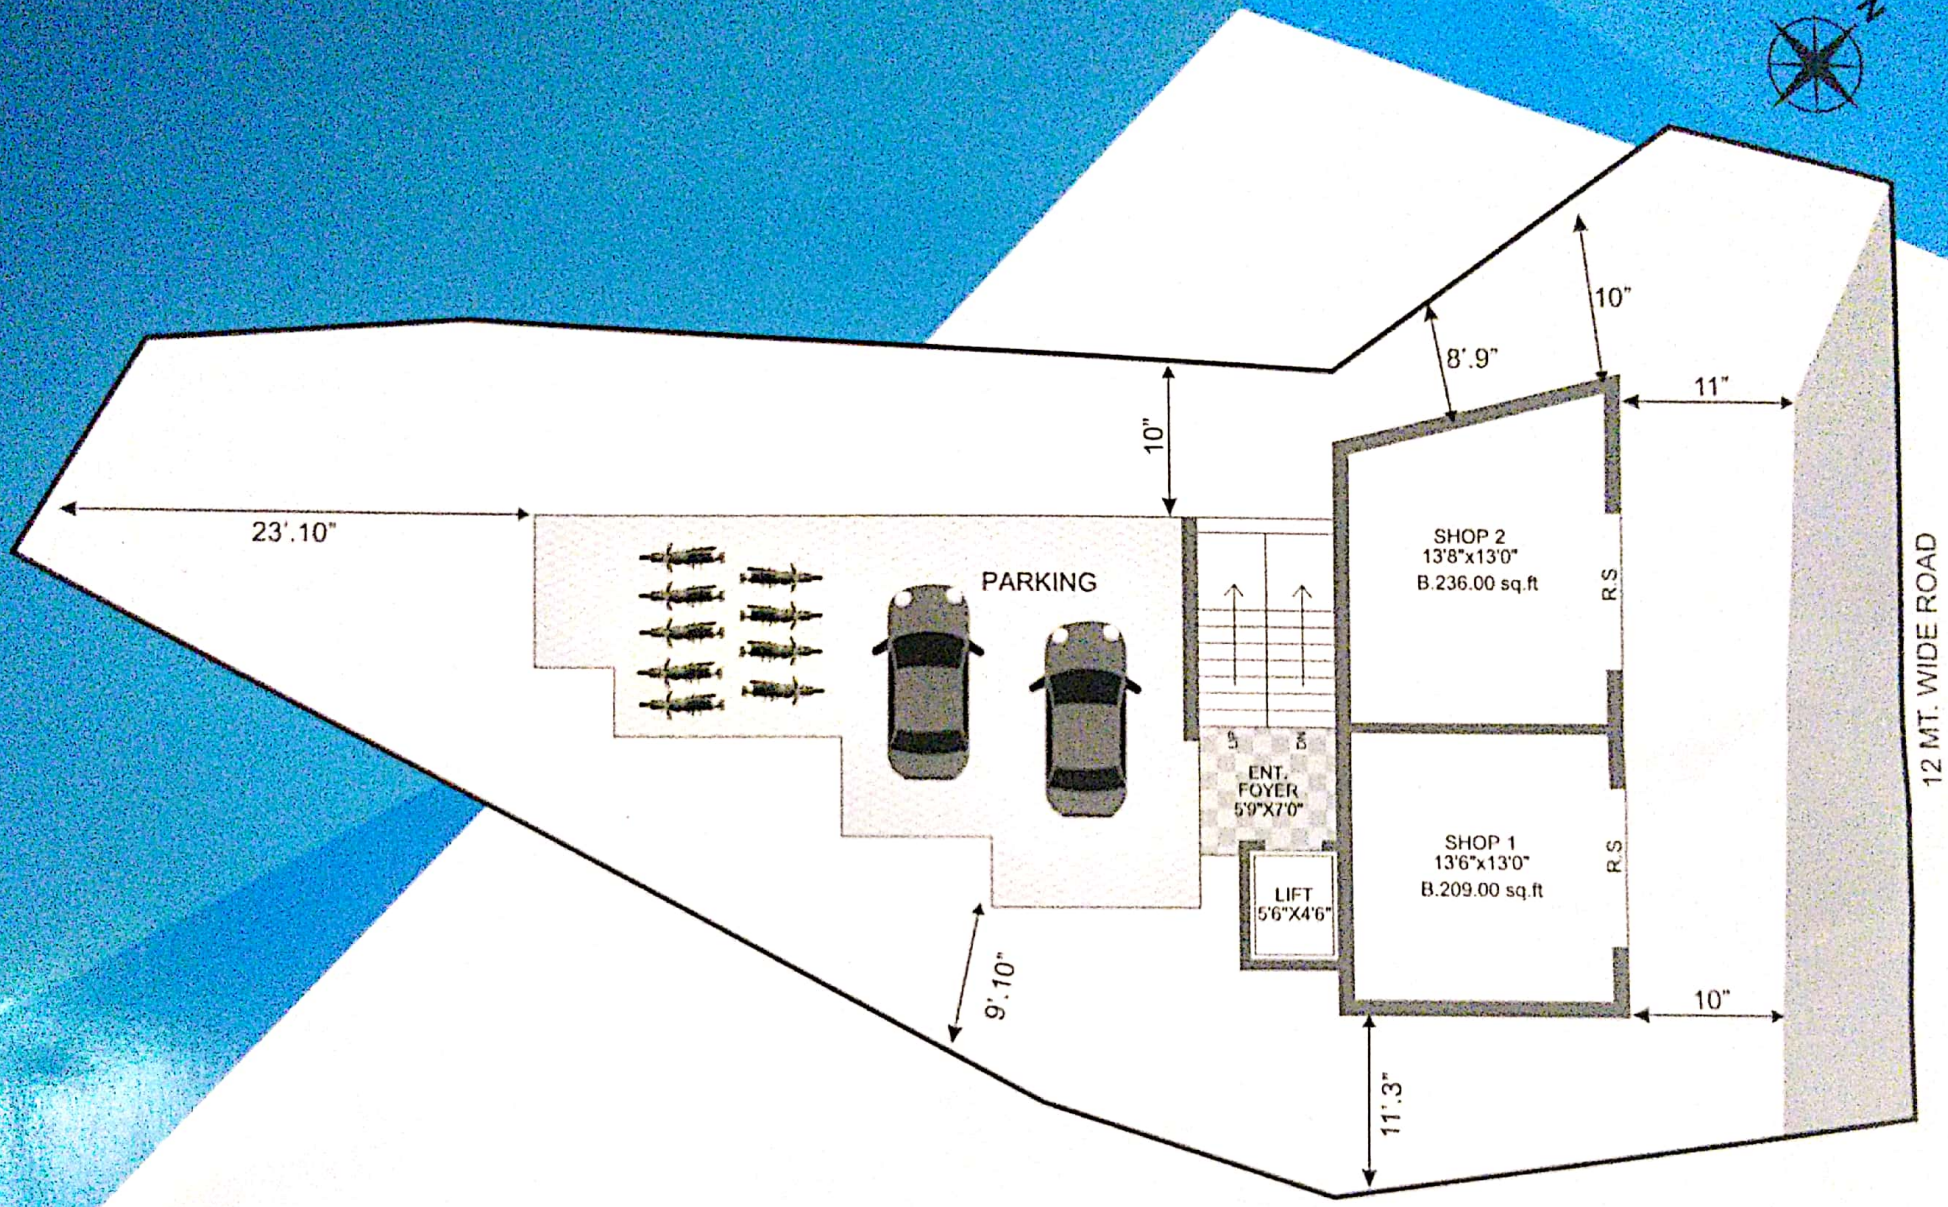 N
10"
8'.9"
11"
10"
23'.10"
PARKING
SHOP 2
13'8"x13'0"
B.236.00 sq.ft
R.S
12 MT. WIDE ROAD
UP
DN
ENT.
FOYER
5'9"X7'0"
SHOP 1
13'6"x13'0"
B.209.00 sq.ft
R.S
LIFT
5'6"X4'6"
9'.10"
10"
11'.3"